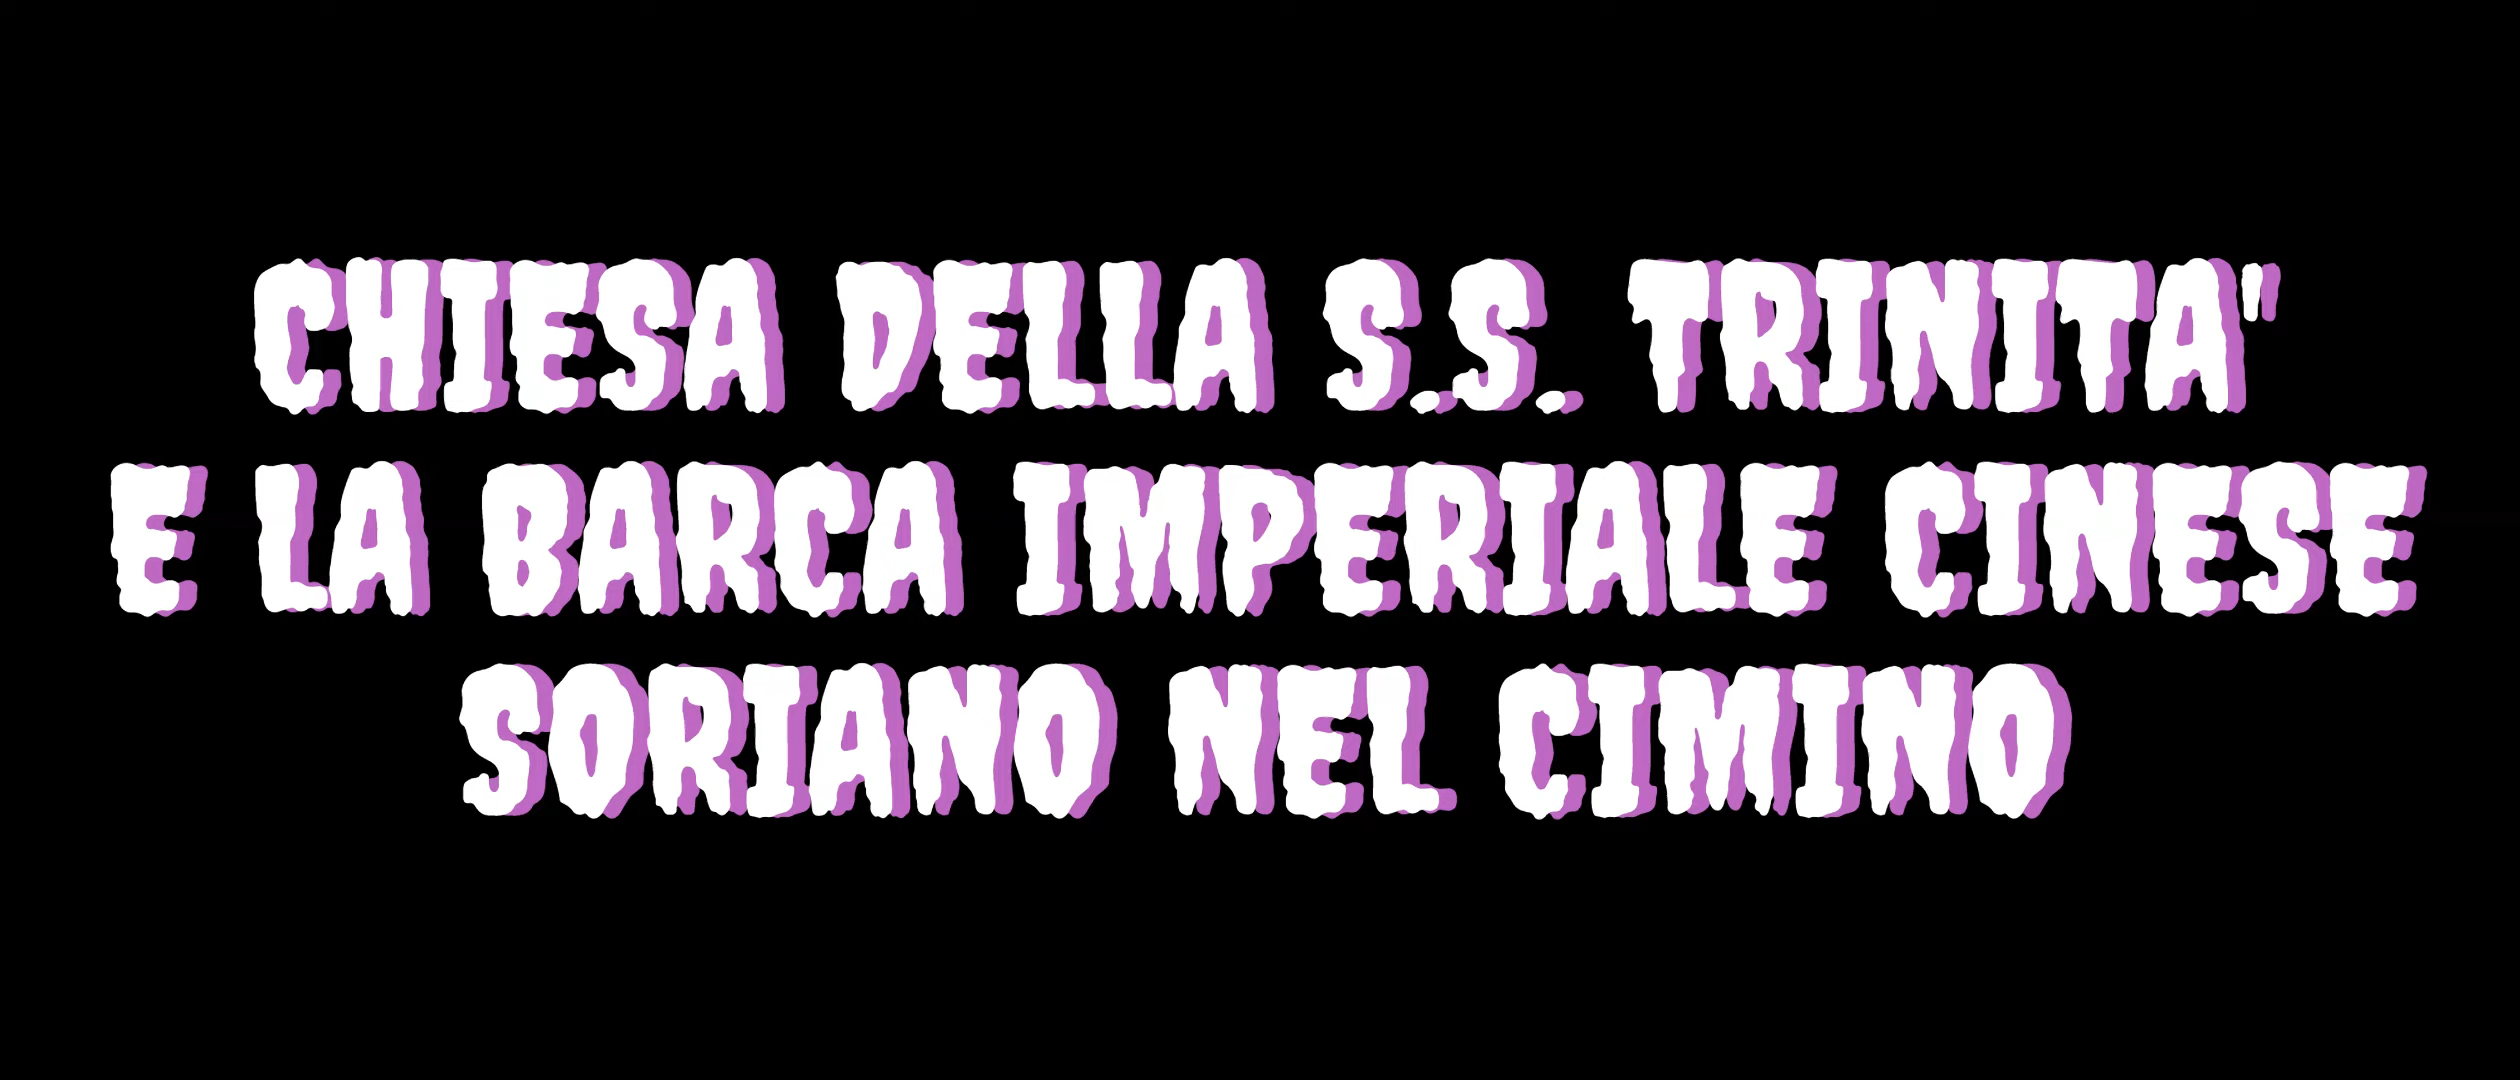 CHIESA DELLA S.S. TRINITA'
E LA BARCA IMPERIALE CINESE
SORIANO NEL CIMINO